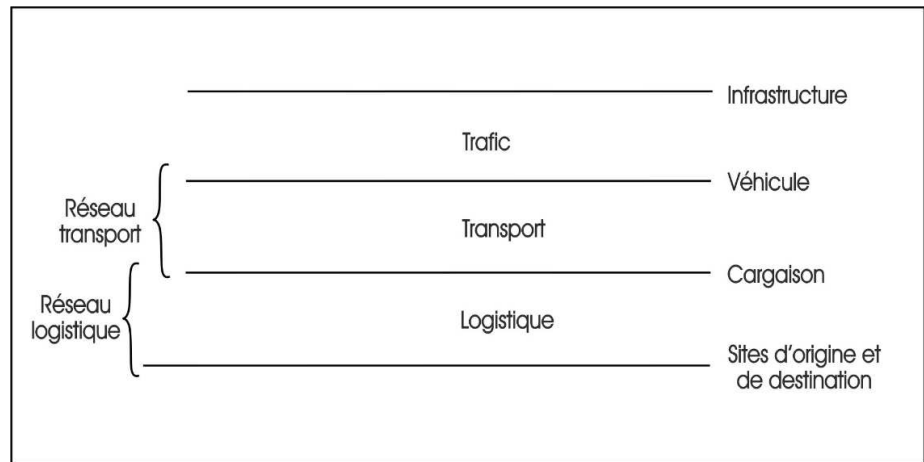 Infrastructure
Trafic
Véhicule
Réseau
transport
Transport
Cargaison
Réseau
logistique
Logistique
Sites d'origine et
de destination